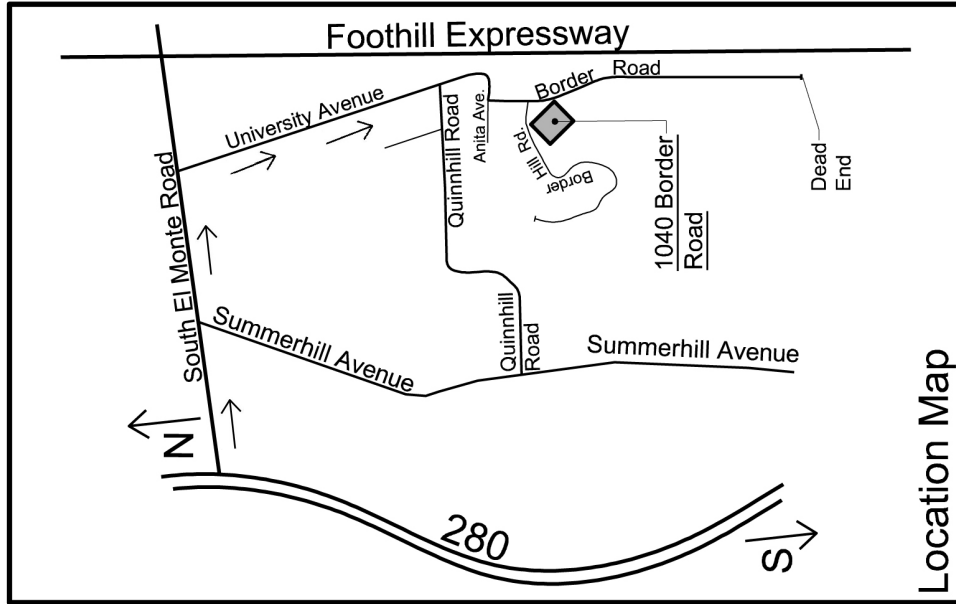 Foothill Expressway
Border Road
University Avenue
Quinnhill Road
Anita Ave.
Border
Hill Rd.
1040 Border
Road
Dead
End
South El Monte Road
Summerhill Avenue
Quinnhill
Road
Summerhill Avenue
N
280
S
Location Map